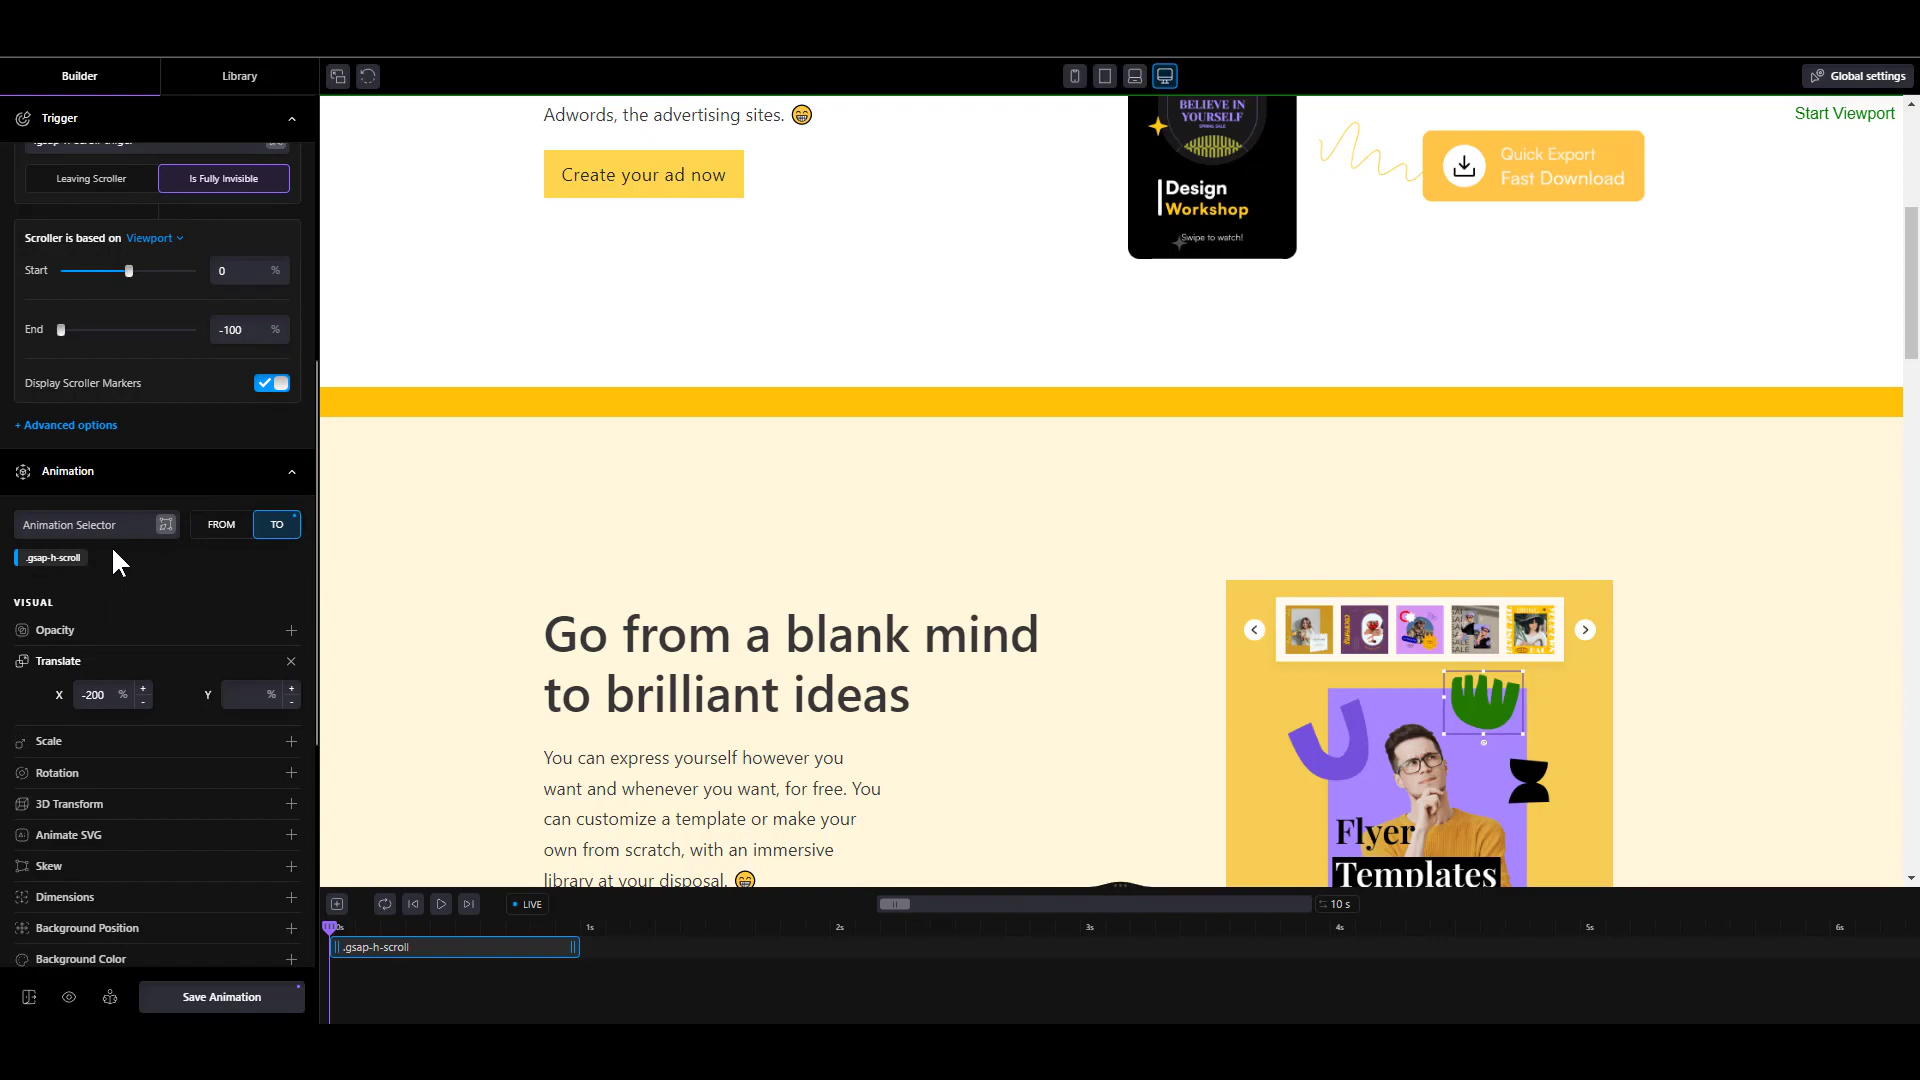 Builder
Library
Global settings
Trigger
Leaving Scroller
Is Fully Invisible
Scroller is based on Viewport
Start
0 %
End
-100 %
Display Scroller Markers
+ Advanced options
Animation
Animation Selector
FROM
TO
.gsap-h-scroll
VISUAL
Opacity
Translate
X -200 %
Y %
Scale
Rotation
3D Transform
Animate SVG
Skew
Dimensions
Background Position
Background Color
Save Animation
Adwords, the advertising sites. 😁
Create your ad now
BELIEVE IN
YOURSELF
SPRING SALE
Design
Workshop
Swipe to watch!
Quick Export
Fast Download
Start Viewport
Go from a blank mind
to brilliant ideas
You can express yourself however you
want and whenever you want, for free. You
can customize a template or make your
own from scratch, with an immersive
library at your disposal. 😁
SALE
Flyer
Templates
LIVE
10 s
0s
1s
2s
3s
4s
5s
6s
.gsap-h-scroll